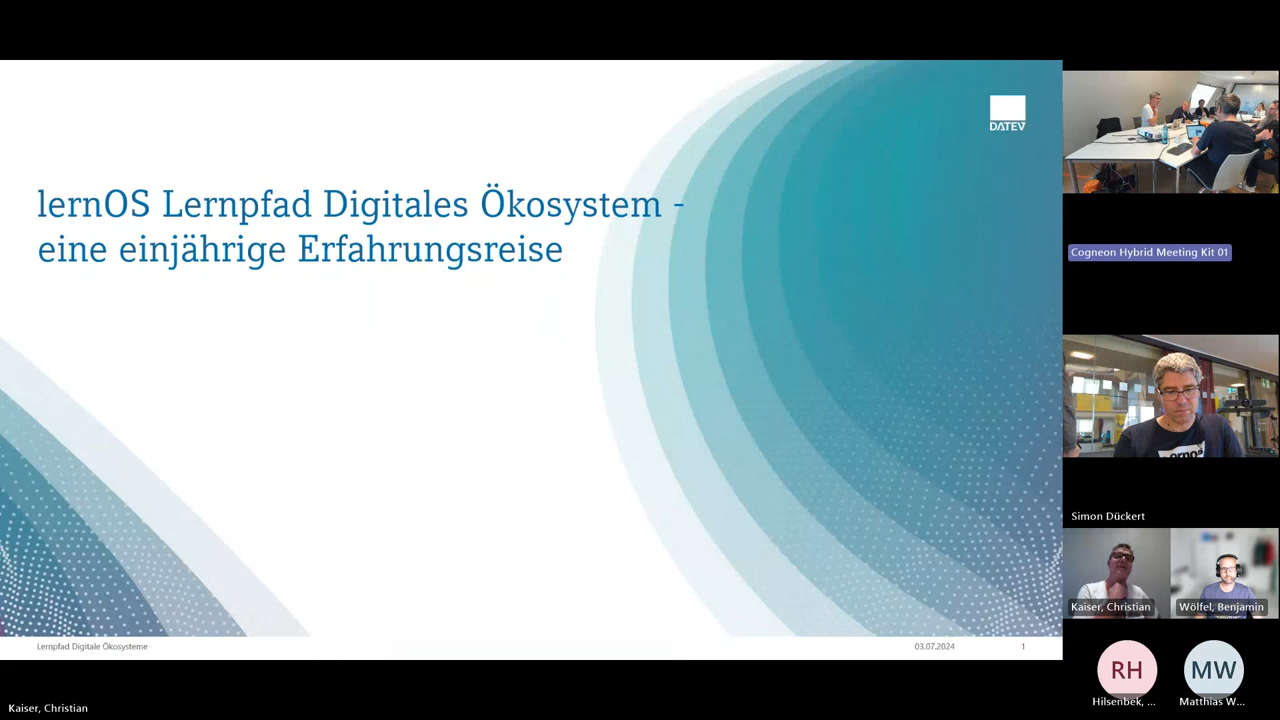 DATEV
lernOS Lernpfad Digitales Ökosystem -
eine einjährige Erfahrungsreise
Lernpfad Digitale Ökosysteme
03.07.2024
1
Kaiser, Christian
Cogneon Hybrid Meeting Kit 01
Simon Dückert
Kaiser, Christian
Wölfel, Benjamin
RH
MW
Hilsenbek, ...
Matthias W...